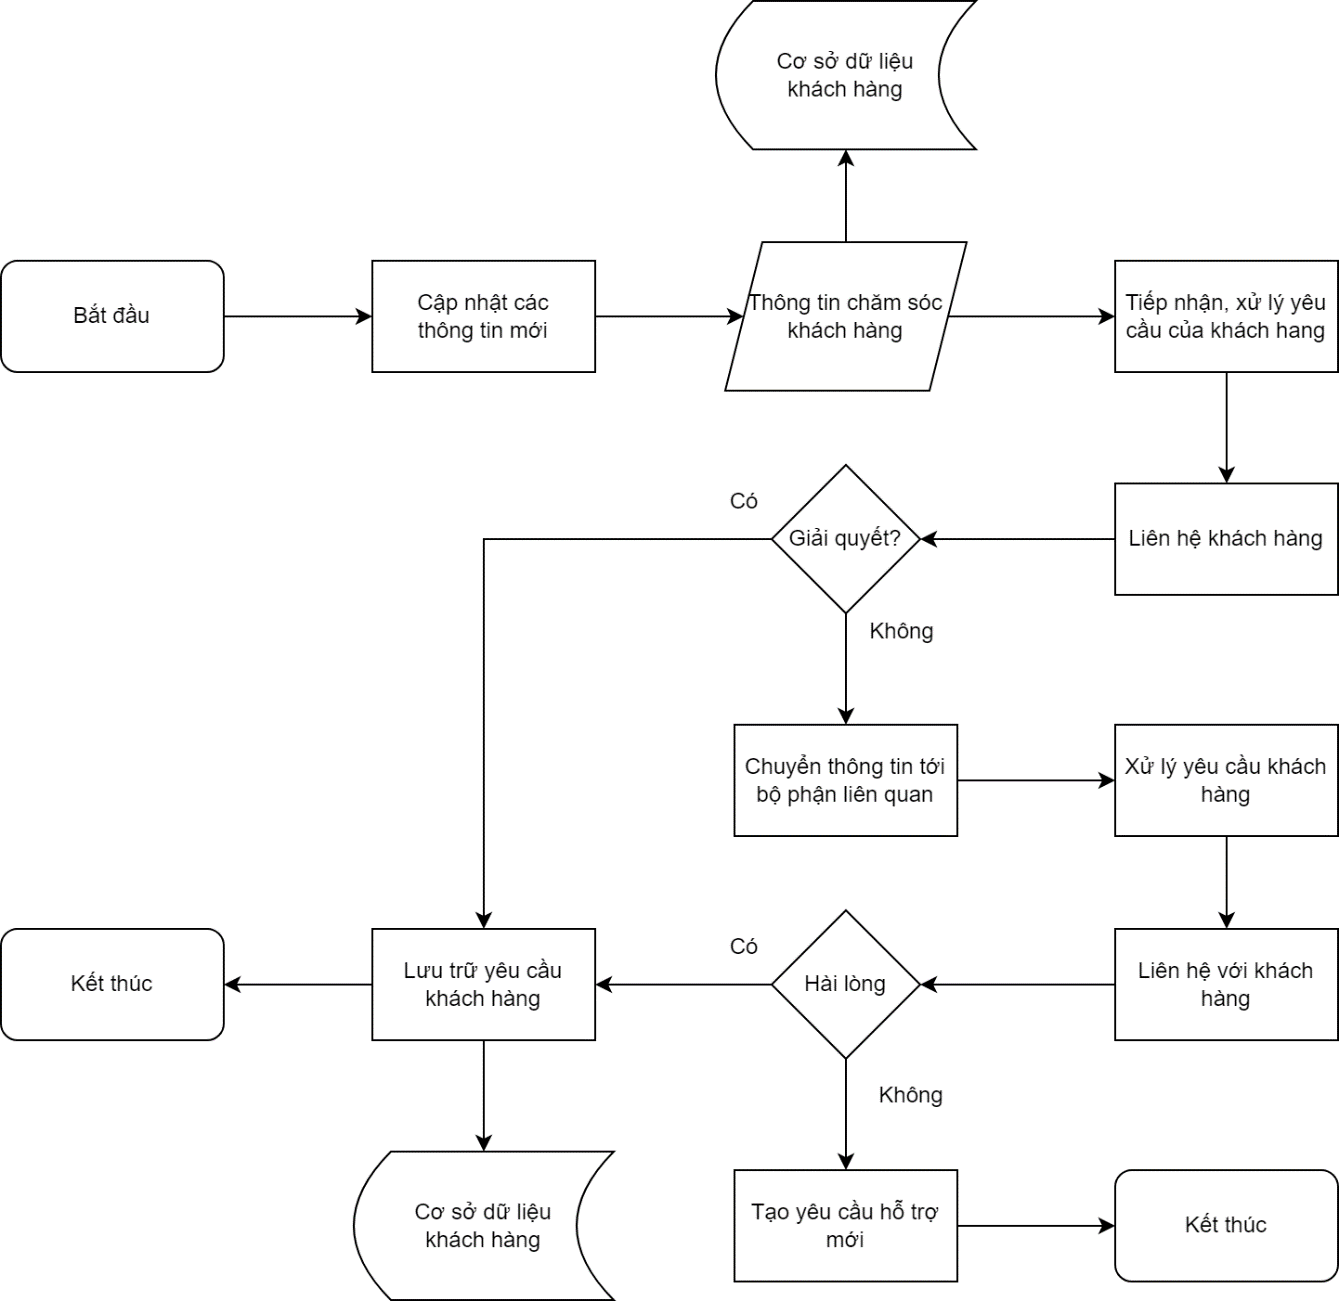 Cơ sở dữ liệu
khách hàng
Bắt đầu
Cập nhật các
thông tin mới
Thông tin chăm sóc
khách hàng
Tiếp nhận, xử lý yêu
cầu của khách hang
Có
Giải quyết?
Liên hệ khách hàng
Không
Chuyển thông tin tới
bộ phận liên quan
Xử lý yêu cầu khách
hàng
Kết thúc
Lưu trữ yêu cầu
khách hàng
Có
Hài lòng
Liên hệ với khách
hàng
Không
Cơ sở dữ liệu
khách hàng
Tạo yêu cầu hỗ trợ
mới
Kết thúc